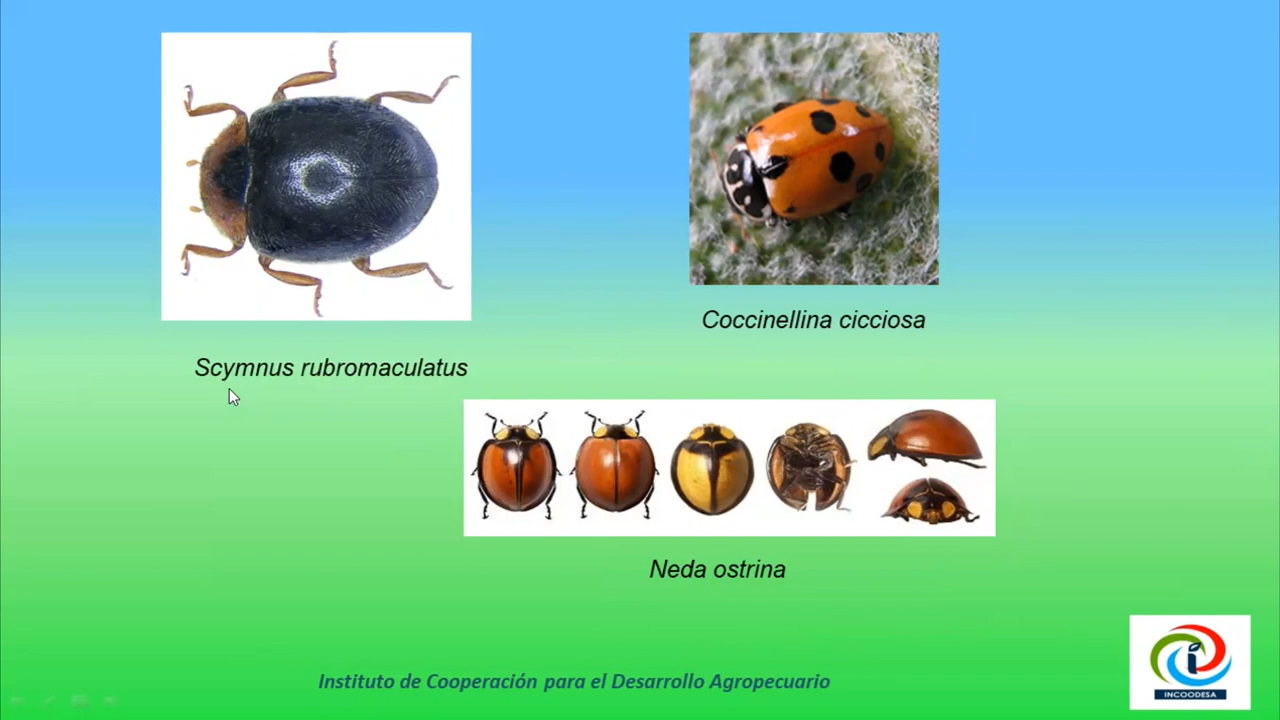 Coccinellina cicciosa
Scymnus rubromaculatus
Neda ostrina
Instituto de Cooperación para el Desarrollo Agropecuario
INCOODESA